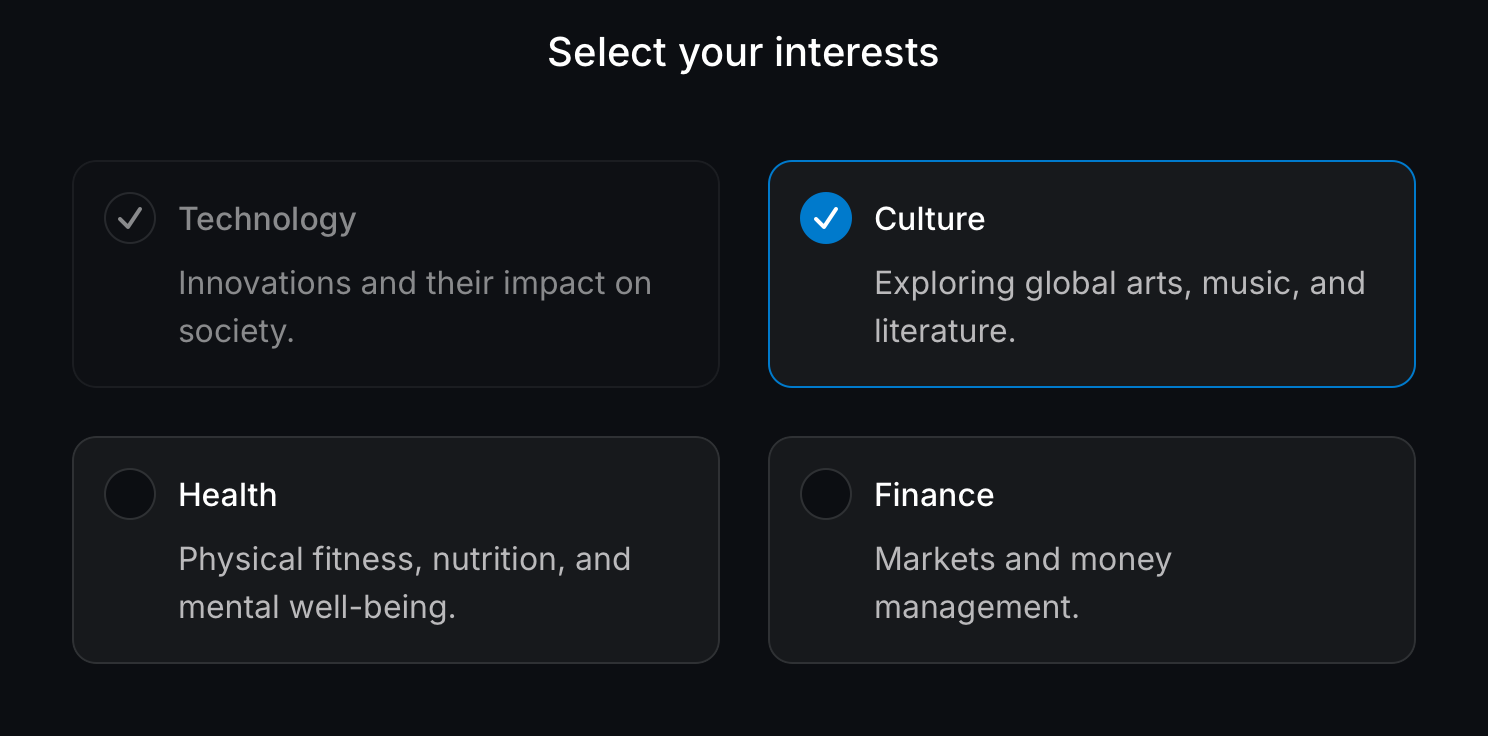 Select your interests
Technology
Innovations and their impact on
society.
Culture
Exploring global arts, music, and
literature.
Health
Physical fitness, nutrition, and
mental well-being.
Finance
Markets and money
management.